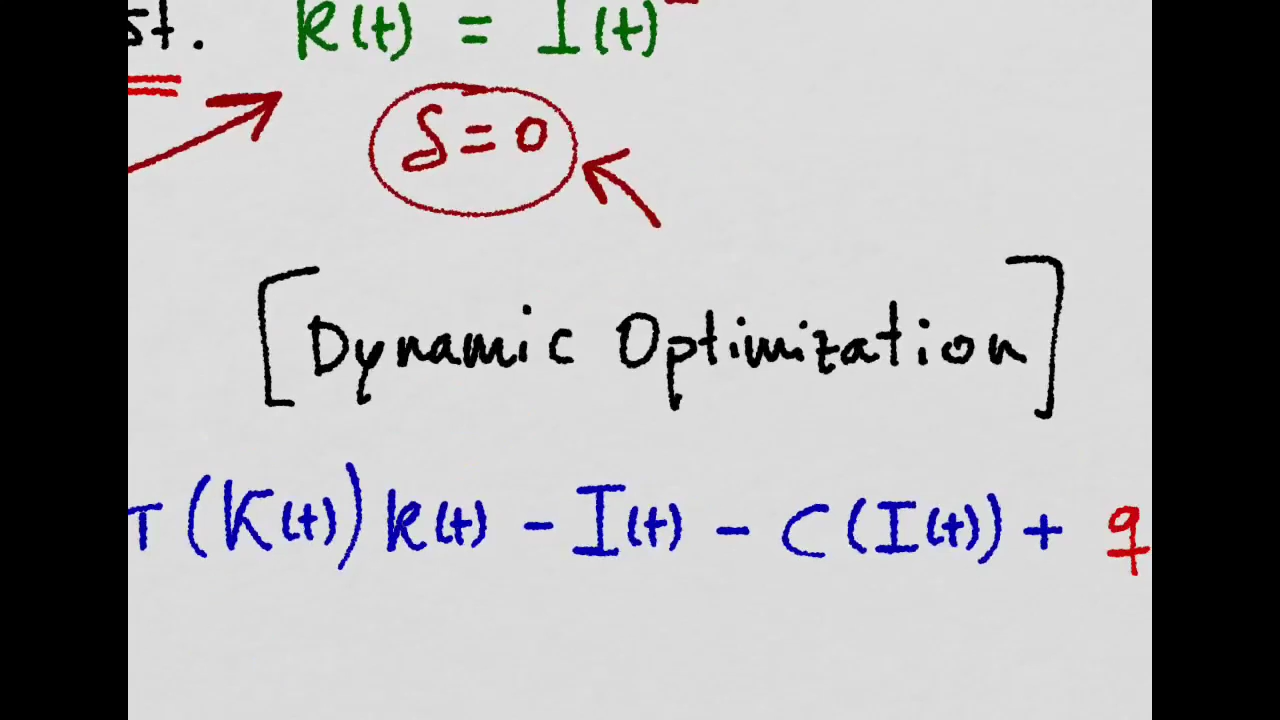 st. k(t) = I(t)
δ = 0
[Dynamic Optimization]
π(K(t)) k(t) - I(t) - C(I(t)) + q